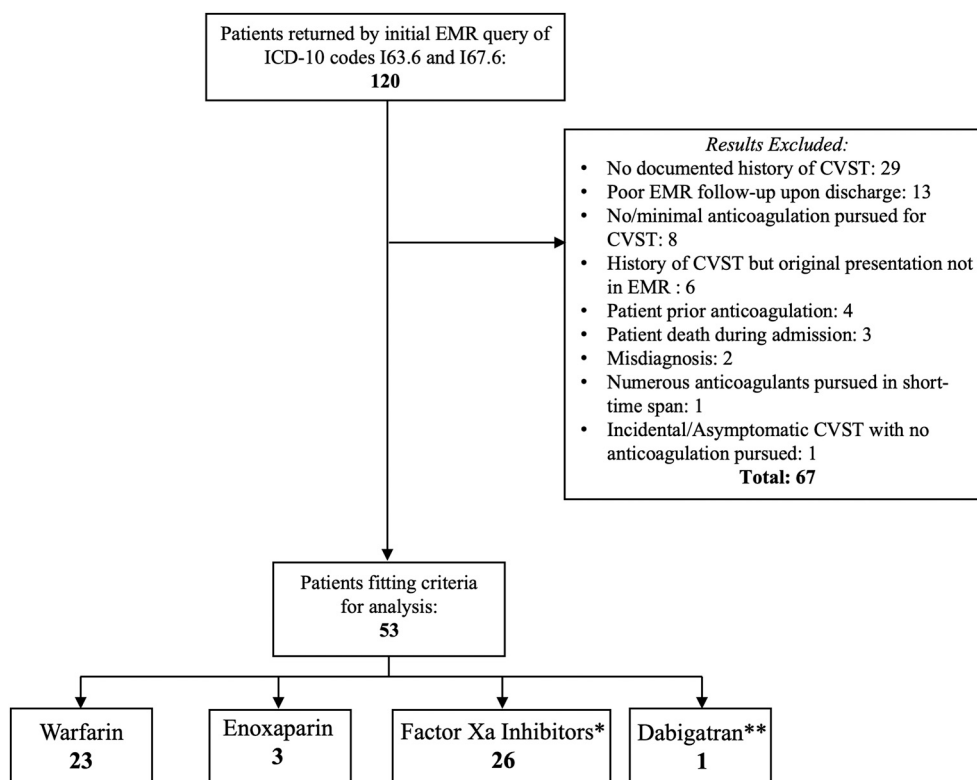 Patients returned by initial EMR query of
ICD-10 codes I63.6 and I67.6:
120
Results Excluded:
• No documented history of CVST: 29
• Poor EMR follow-up upon discharge: 13
• No/minimal anticoagulation pursued for
CVST: 8
• History of CVST but original presentation not
in EMR : 6
• Patient prior anticoagulation: 4
• Patient death during admission: 3
• Misdiagnosis: 2
• Numerous anticoagulants pursued in short-
time span: 1
• Incidental/Asymptomatic CVST with no
anticoagulation pursued: 1
Total: 67
Patients fitting criteria
for analysis:
53
Warfarin
23
Enoxaparin
3
Factor Xa Inhibitors*
26
Dabigatran**
1